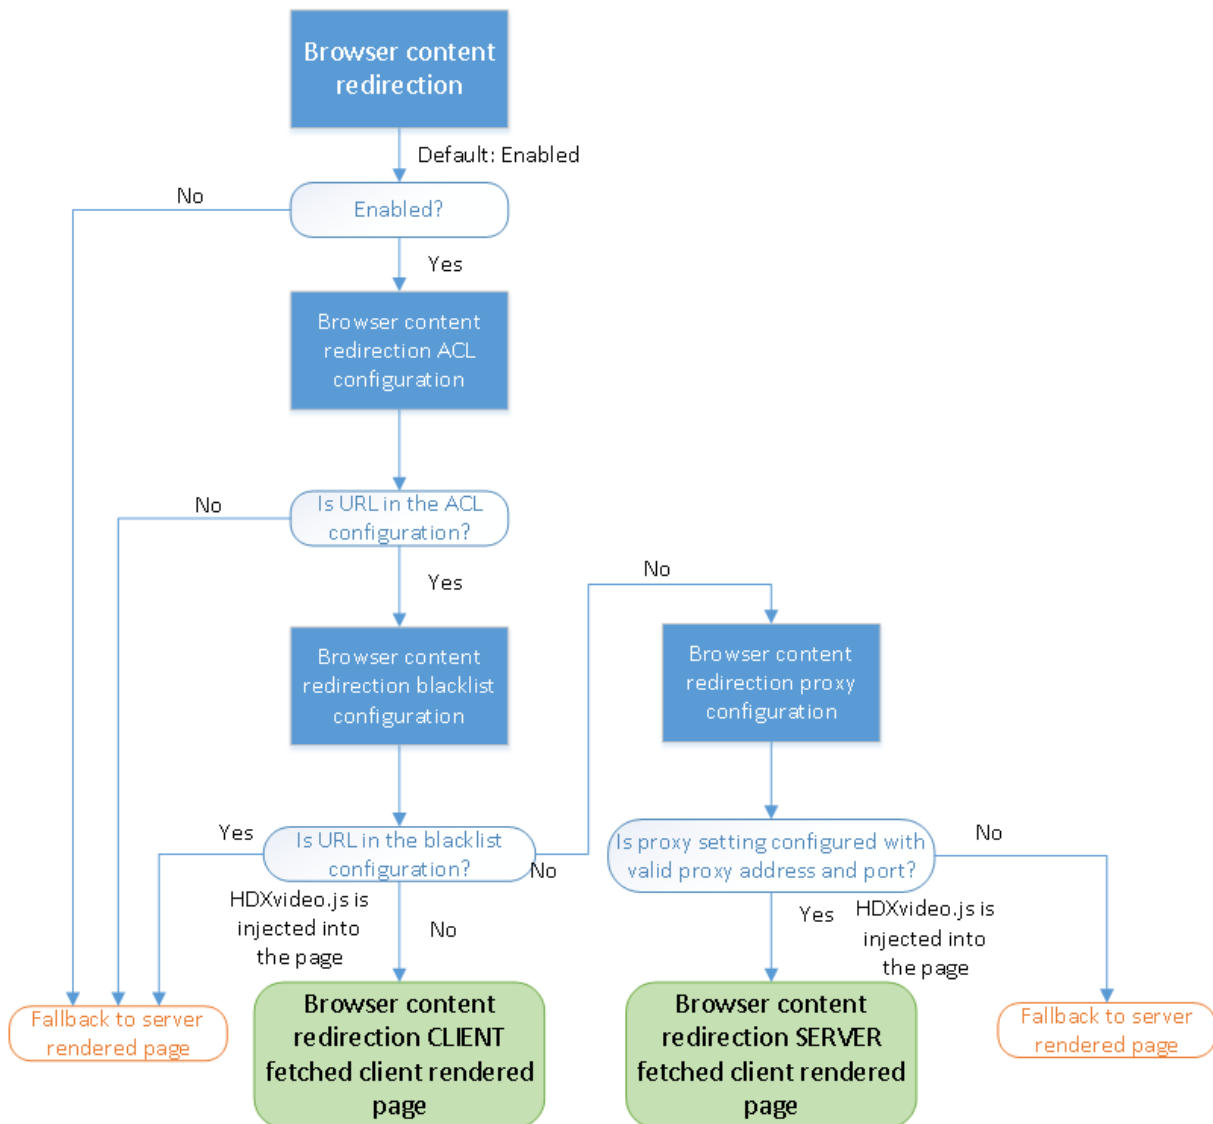 Browser content
redirection
Default: Enabled
No
Enabled?
Yes
Browser content
redirection ACL
configuration
No
Is URL in the ACL
configuration?
Yes
No
Browser content
redirection blacklist
configuration
Browser content
redirection proxy
configuration
Yes
Is URL in the blacklist
configuration?
No
Is proxy setting configured with
valid proxy address and port?
No
HDXvideo.js is
injected into
the page
No
Yes
HDXvideo.js is
injected into
the page
Fallback to server
rendered page
Browser content
redirection CLIENT
fetched client rendered
page
Browser content
redirection SERVER
fetched client rendered
page
Fallback to server
rendered page